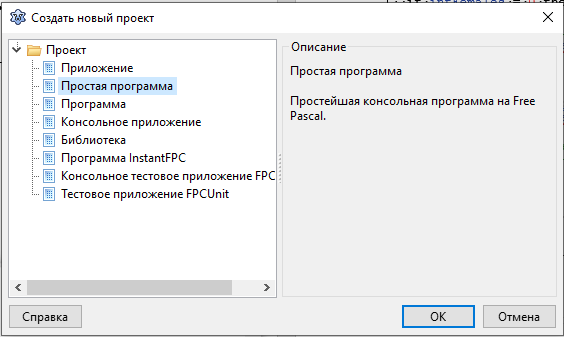 Создать новый проект
Проект
Приложение
Простая программа
Программа
Консольное приложение
Библиотека
Программа InstantFPC
Консольное тестовое приложение FPC
Тестовое приложение FPCUnit
Описание
Простая программа
Простейшая консольная программа на Free
Pascal.
Справка
OK
Отмена